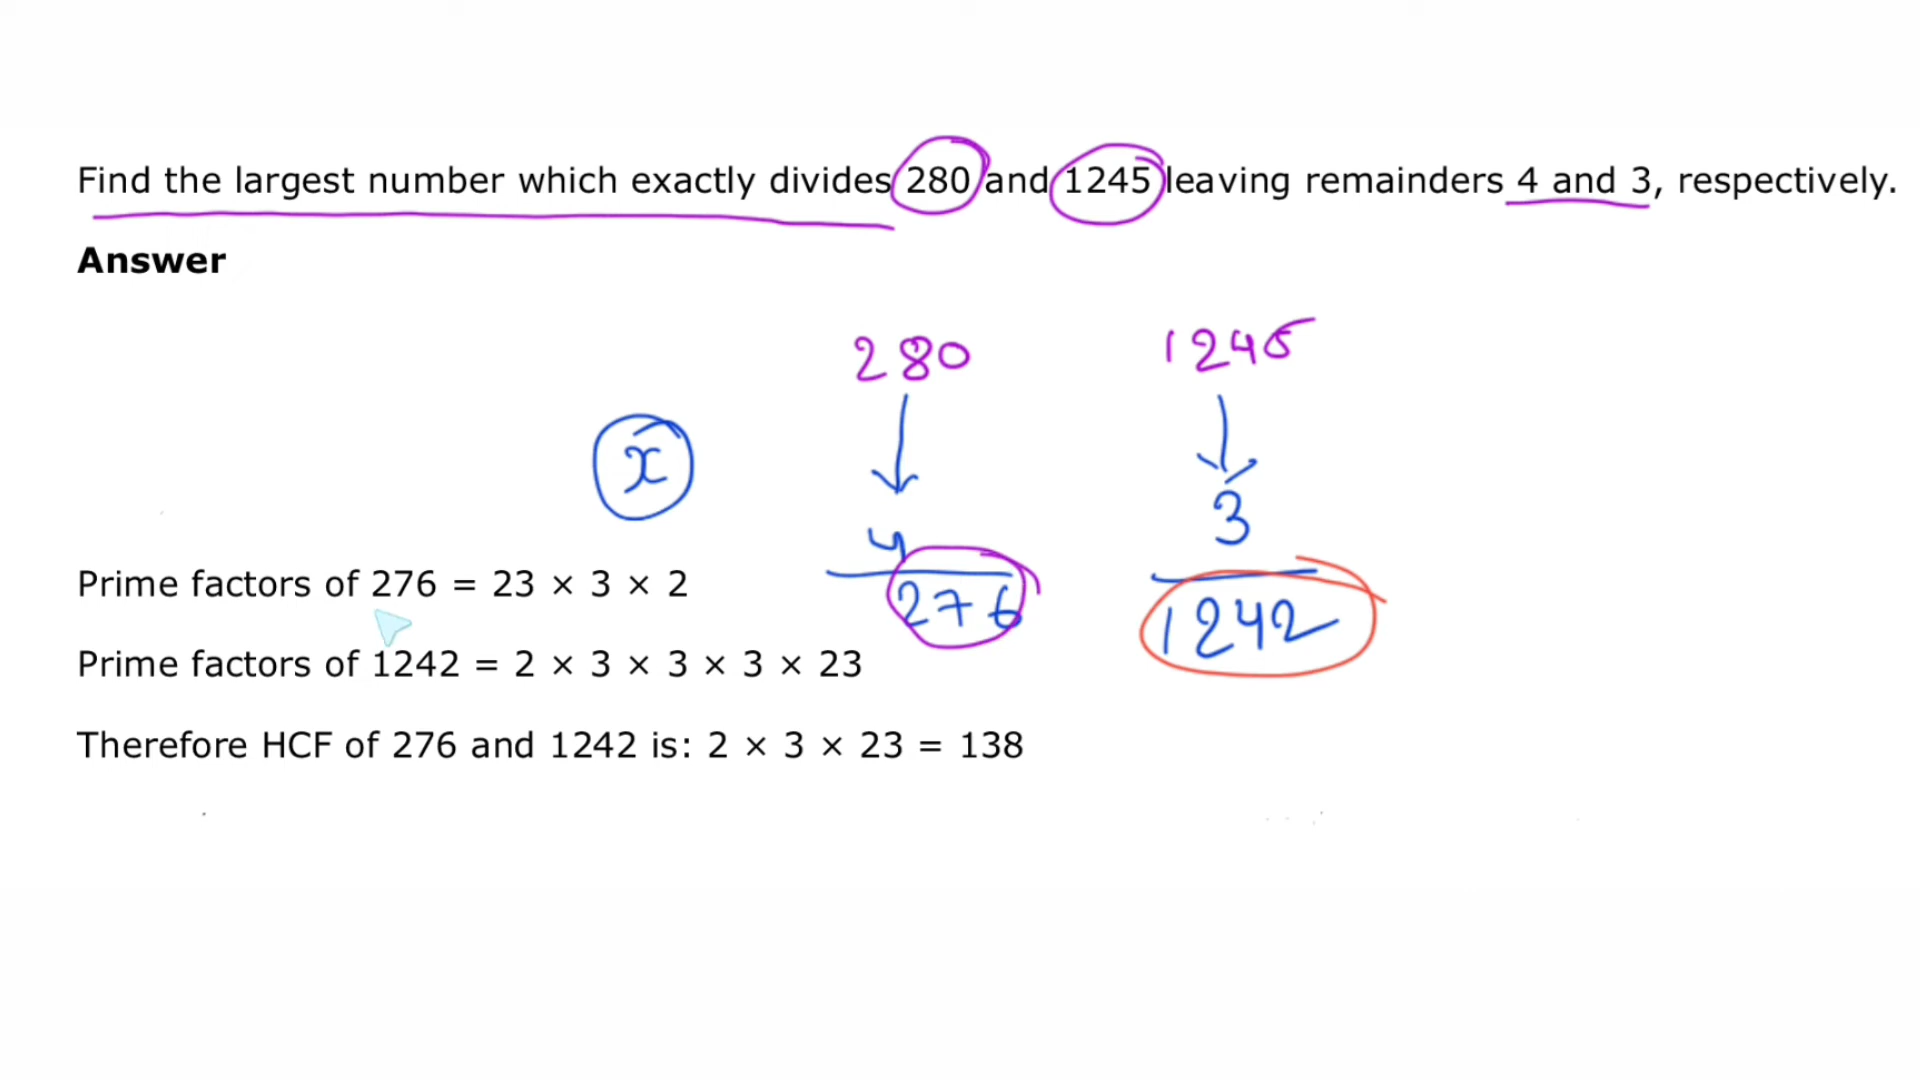 Find the largest number which exactly divides 280 and 1245 leaving remainders 4 and 3, respectively.
Answer
280 1245
x
4 3
276 1242
Prime factors of 276 = 23 × 3 × 2
Prime factors of 1242 = 2 × 3 × 3 × 3 × 23
Therefore HCF of 276 and 1242 is: 2 × 3 × 23 = 138